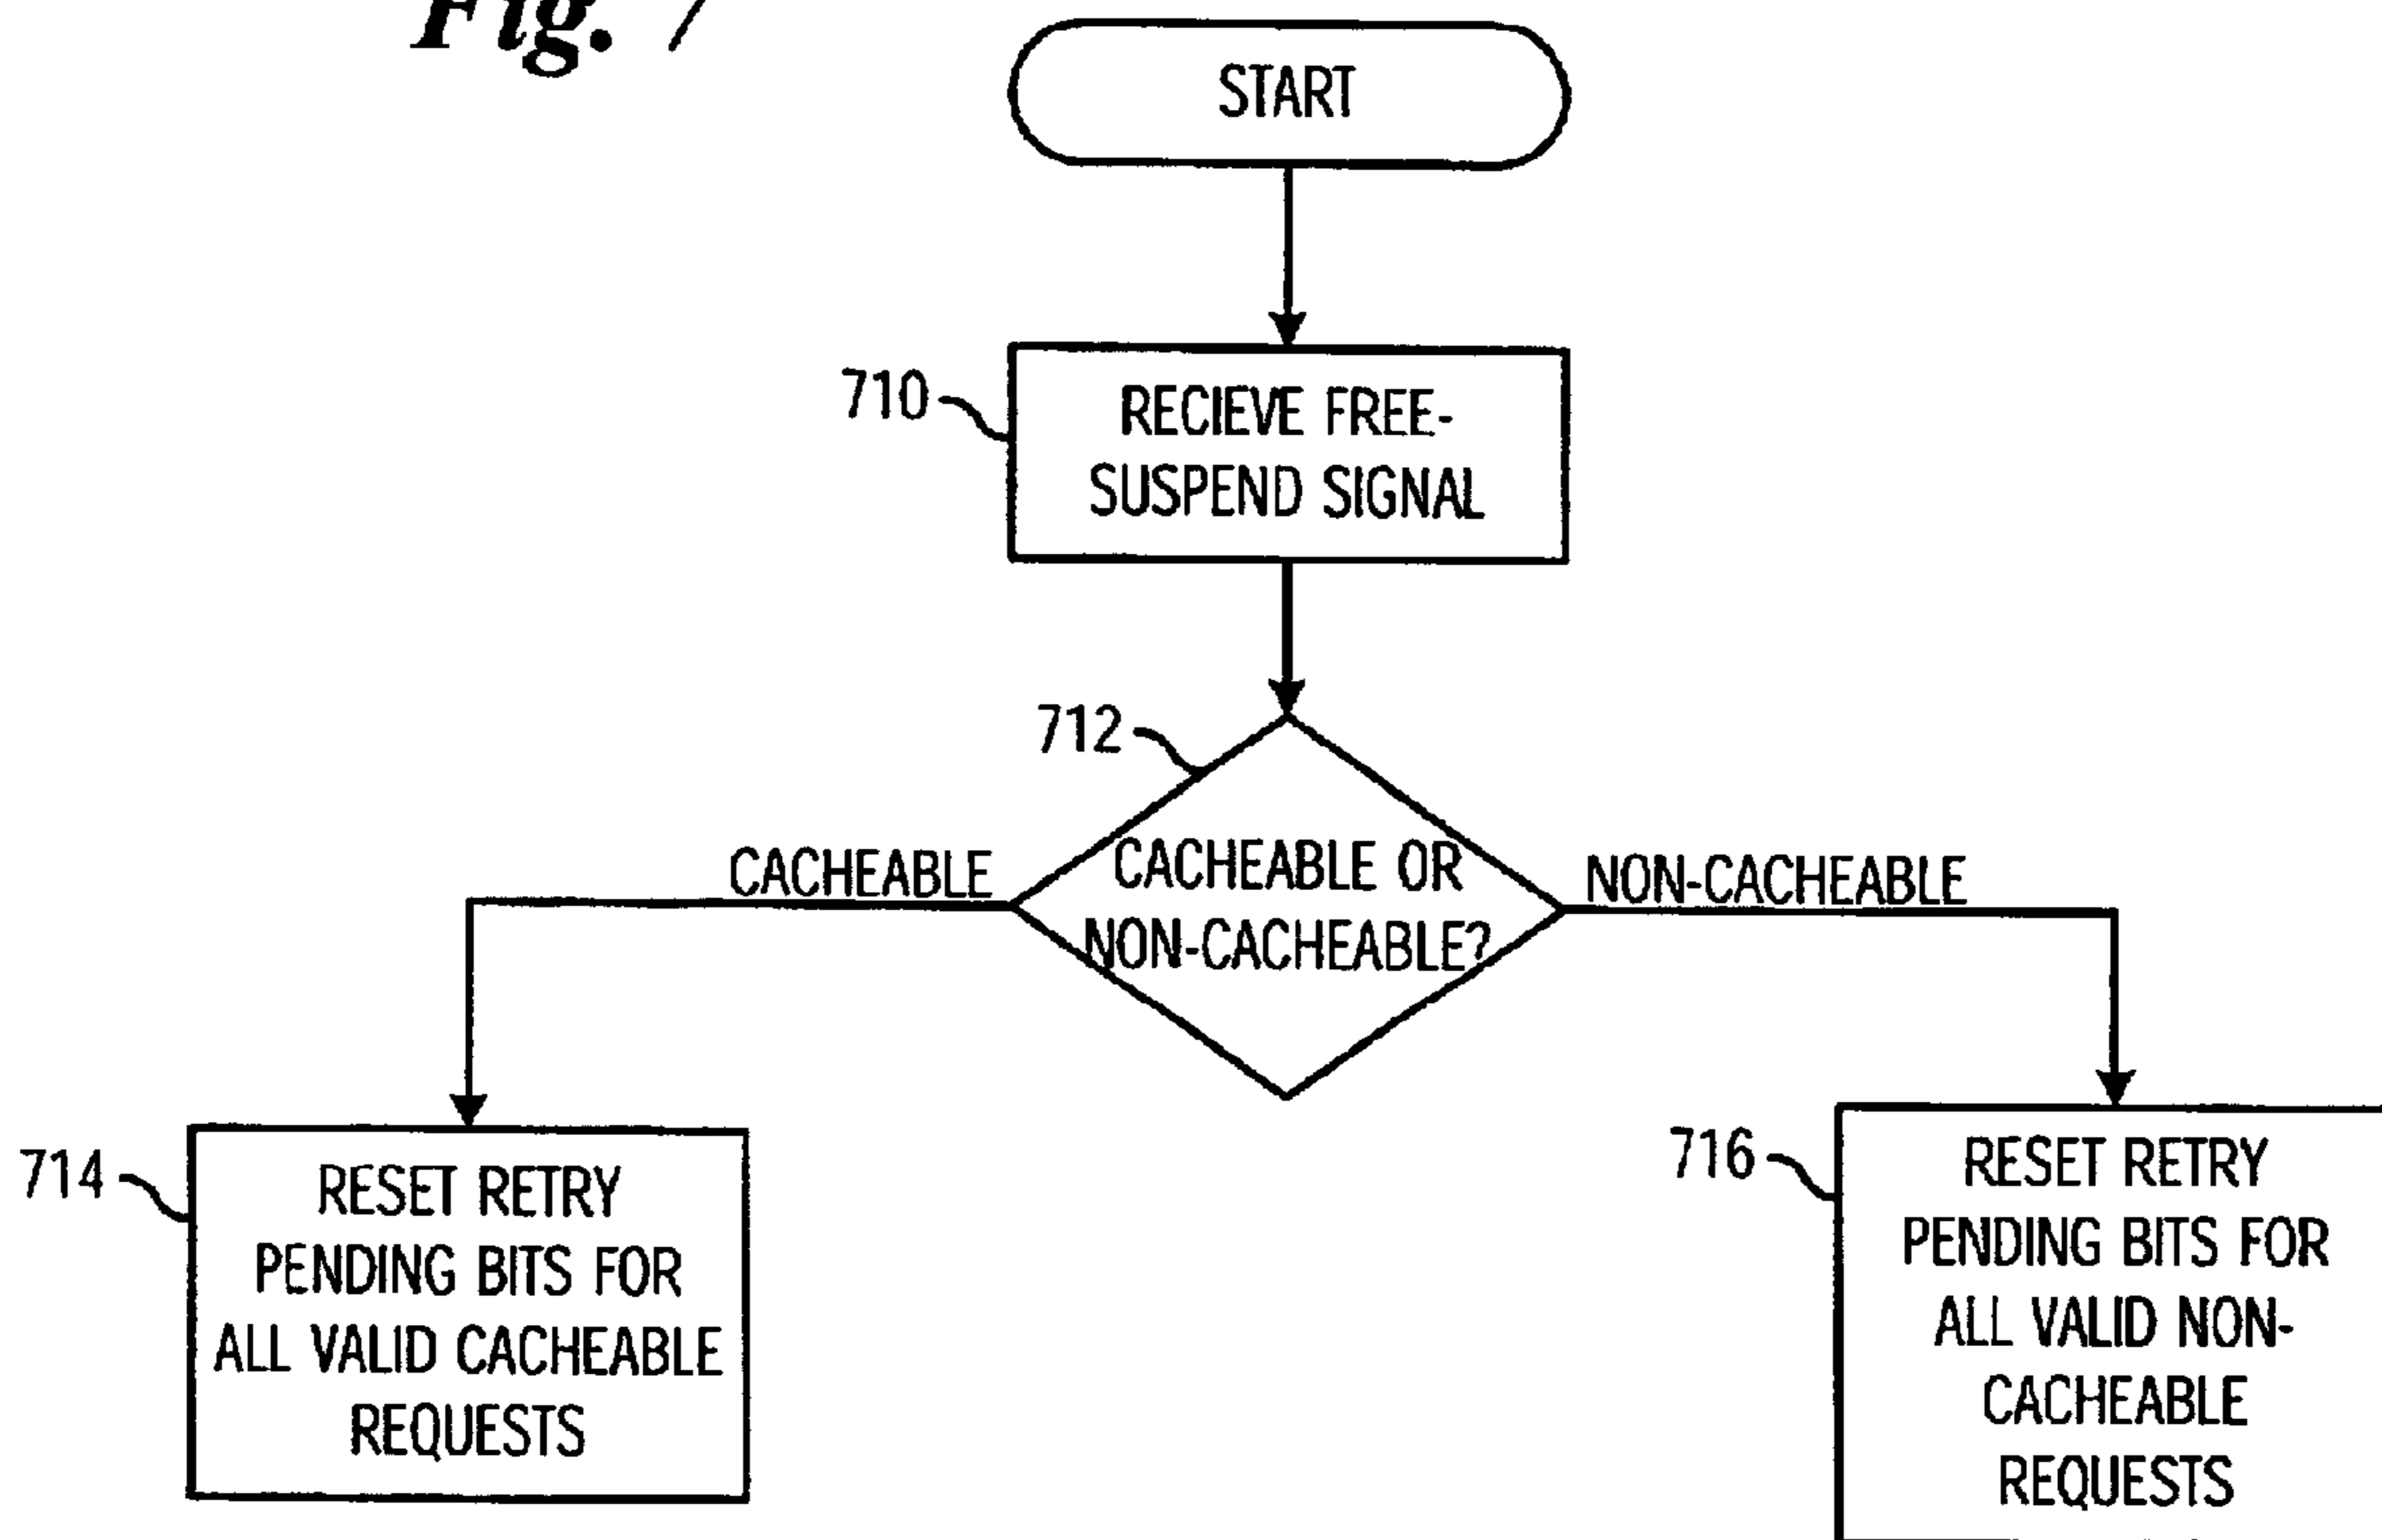 Fig. 7
START
710
RECIEVE FREE-
SUSPEND SIGNAL
712
CACHEABLE
CACHEABLE OR
NON-CACHEABLE?
NON-CACHEABLE
714
RESET RETRY
PENDING BITS FOR
ALL VALID CACHEABLE
REQUESTS
716
RESET RETRY
PENDING BITS FOR
ALL VALID NON-
CACHEABLE
REQUESTS